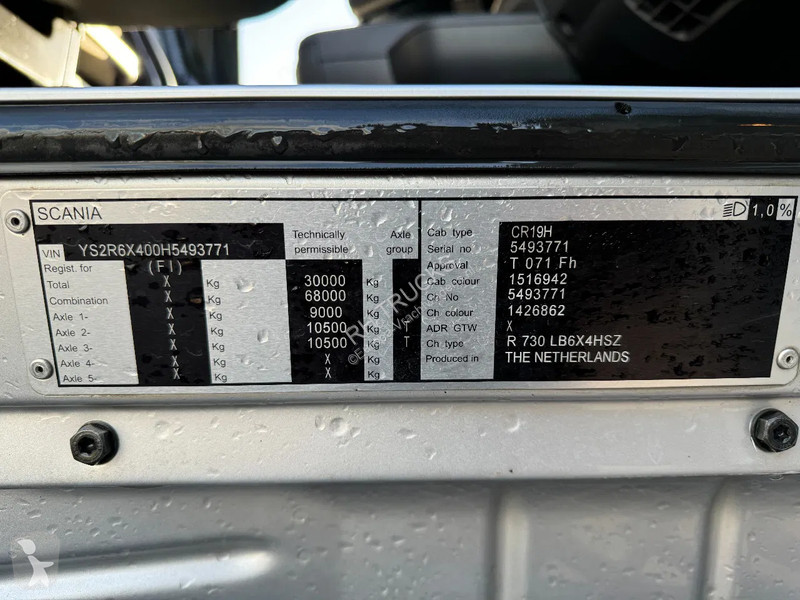 SCANIA 1,0%
VIN YS2R6X400H5493771
Technically permissible
Axle group
Regist. for (FI)
Total X Kg 30000 Kg
Combination X Kg 68000 Kg
Axle 1- X Kg 9000 Kg
Axle 2- X Kg 10500 Kg
Axle 3- X Kg 10500 Kg T
Axle 4- X Kg X Kg
Axle 5- X Kg X Kg
Cab type CR19H
Serial no 5493771
Approval T 071 Fh
Cab colour 1516942
Ch No 5493771
Ch colour 1426862
ADR GTW X
Ch type R 730 LB6X4HSZ
Produced in THE NETHERLANDS